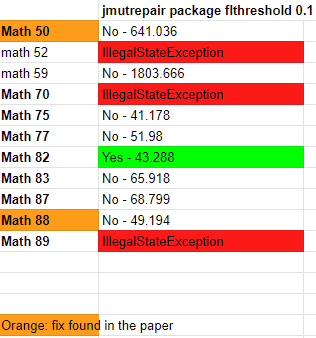 jmutrepair package flthreshold 0.1
Math 50 No - 641.036
math 52 IllegalStateException
math 59 No - 1803.666
Math 70 IllegalStateException
Math 75 No - 41.178
Math 77 No - 51.98
Math 82 Yes - 43.288
Math 83 No - 65.918
Math 87 No - 68.799
Math 88 No - 49.194
Math 89 IllegalStateException
Orange: fix found in the paper